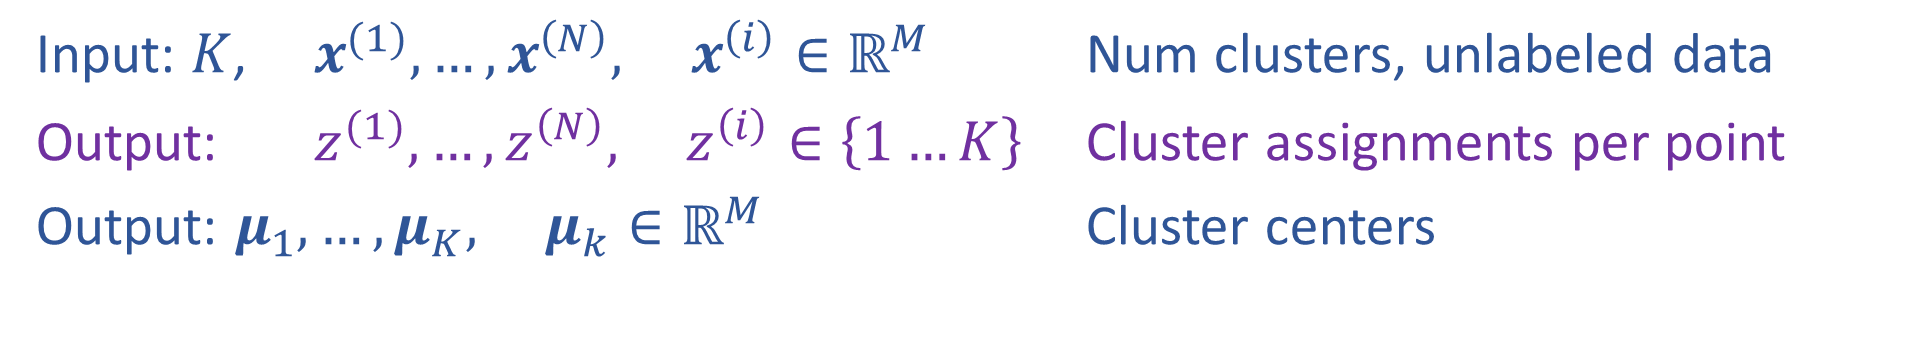 Input: K, x^(1), … , x^(N), x^(i) ∈ ℝ^M Num clusters, unlabeled data
Output: z^(1), … , z^(N), z^(i) ∈ {1 … K} Cluster assignments per point
Output: μ_1, … , μ_K, μ_k ∈ ℝ^M Cluster centers